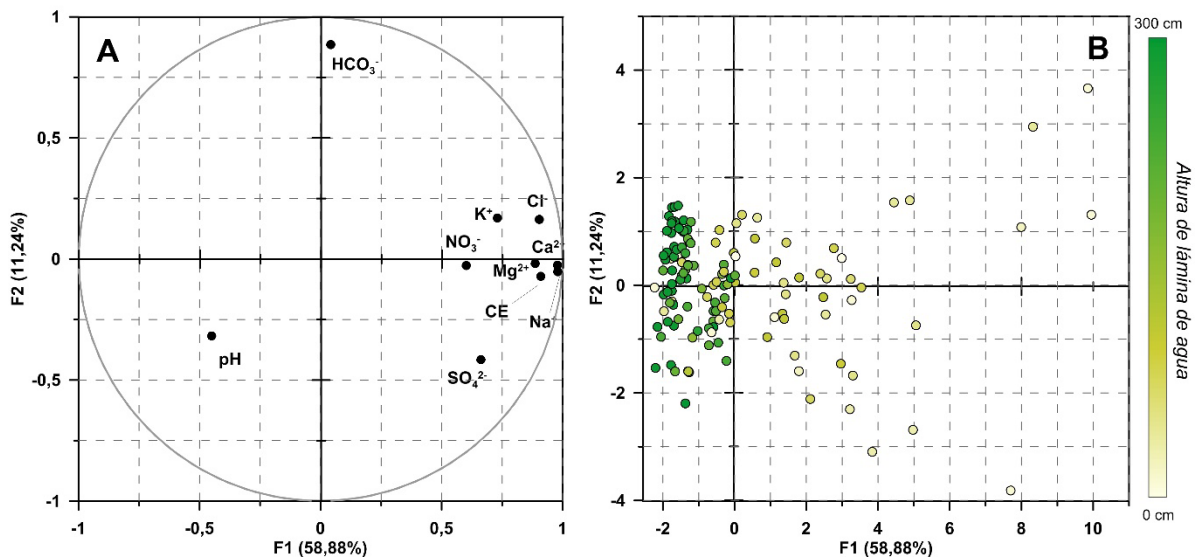 A
HCO₃⁻
K⁺
Cl⁻
NO₃⁻
Ca²⁺
Mg²⁺
CE
Na⁺
pH
SO₄²⁻
1
0,5
0
-0,5
-1
-1
-0,5
0
0,5
1
F2 (11,24%)
F1 (58,88%)
B
4
2
0
-2
-4
-2
0
2
4
6
8
10
F2 (11,24%)
F1 (58,88%)
300 cm
Altura de lámina de agua
0 cm